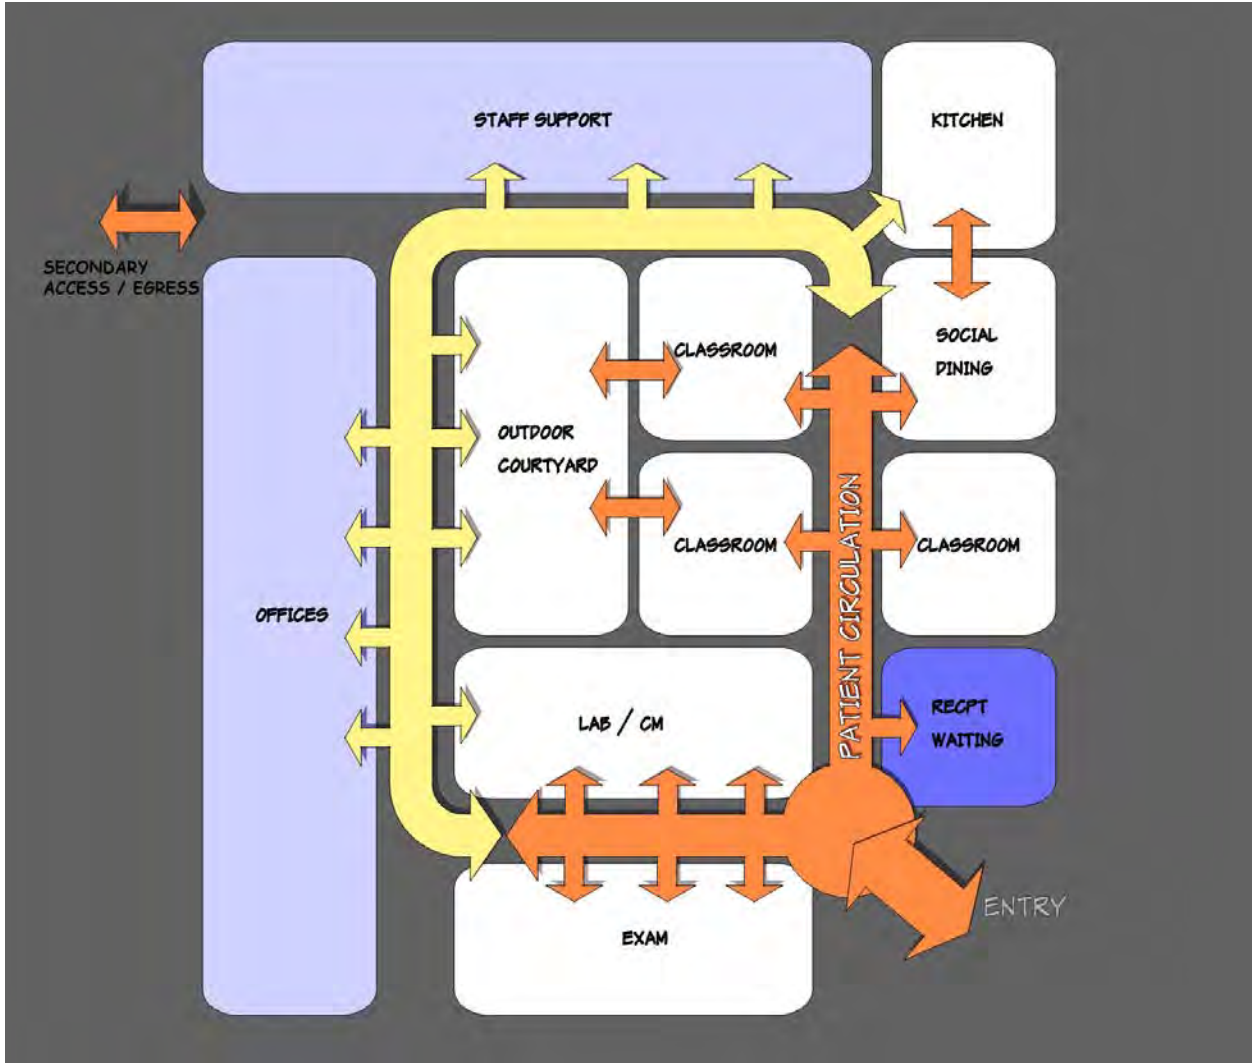 STAFF SUPPORT
KITCHEN
SECONDARY
ACCESS / EGRESS
SOCIAL
DINING
CLASSROOM
OUTDOOR
COURTYARD
CLASSROOM
CLASSROOM
PATIENT CIRCULATION
OFFICES
LAB / CM
RECPT
WAITING
ENTRY
EXAM